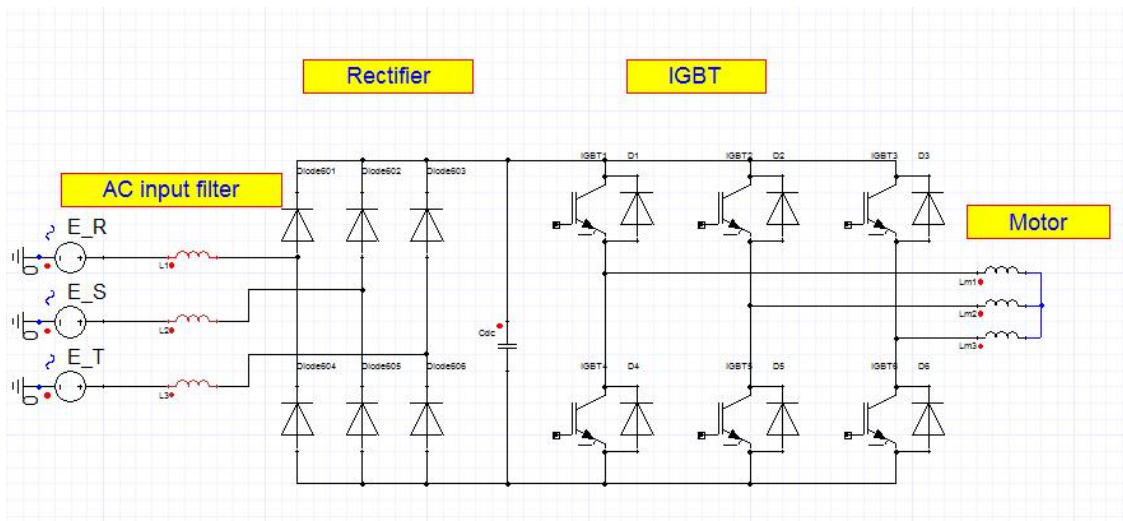 Rectifier
IGBT
AC input filter
Motor
Diode601
Diode602
Diode603
IGBT1
D1
IGBT2
D2
IGBT3
D3
E_R
L1
E_S
L2
E_T
L3
Cdc
Lm1
Lm2
Lm3
Diode604
Diode605
Diode606
IGBT4
D4
IGBT5
D5
IGBT6
D6